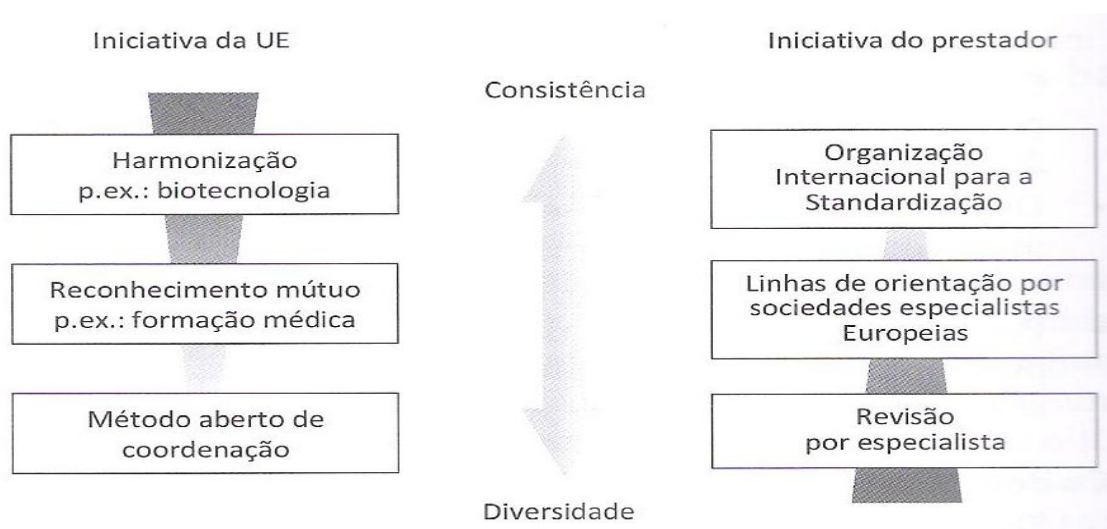 Iniciativa da UE
Harmonização
p.ex.: biotecnologia
Reconhecimento mútuo
p.ex.: formação médica
Método aberto de
coordenação
Consistência
Diversidade
Iniciativa do prestador
Organização
Internacional para a
Standardização
Linhas de orientação por
sociedades especialistas
Europeias
Revisão
por especialista